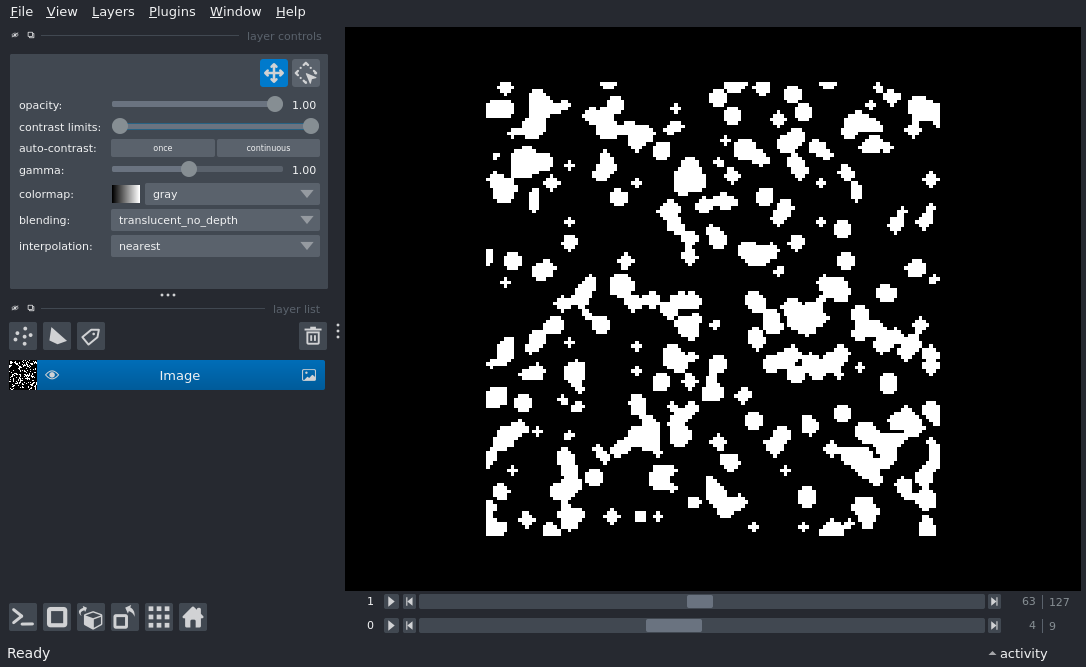 File View Layers Plugins Window Help
layer controls
opacity: 1.00
contrast limits:
auto-contrast: once continuous
gamma: 1.00
colormap: gray
blending: translucent_no_depth
interpolation: nearest
layer list
Image
1 63 127
0 4 9
Ready activity